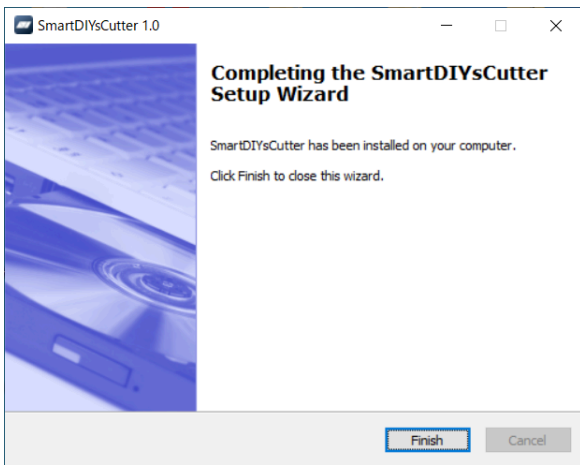 SmartDIYsCutter 1.0
Completing the SmartDIYsCutter
Setup Wizard
SmartDIYsCutter has been installed on your computer.
Click Finish to close this wizard.
Finish
Cancel